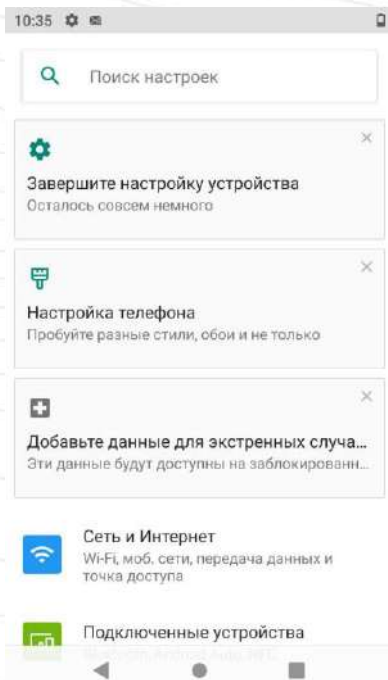 10:35
Поиск настроек
Завершите настройку устройства
Осталось совсем немного
Настройка телефона
Пробуйте разные стили, обои и не только
Добавьте данные для экстренных случа...
Эти данные будут доступны на заблокированн...
Сеть и Интернет
Wi-Fi, моб. сети, передача данных и
точка доступа
Подключенные устройства